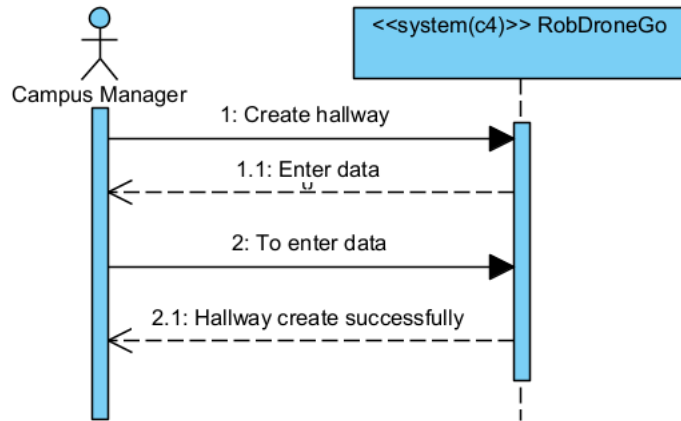 <<system(c4)>> RobDroneGo
Campus Manager
1: Create hallway
1.1: Enter data
2: To enter data
2.1: Hallway create successfully